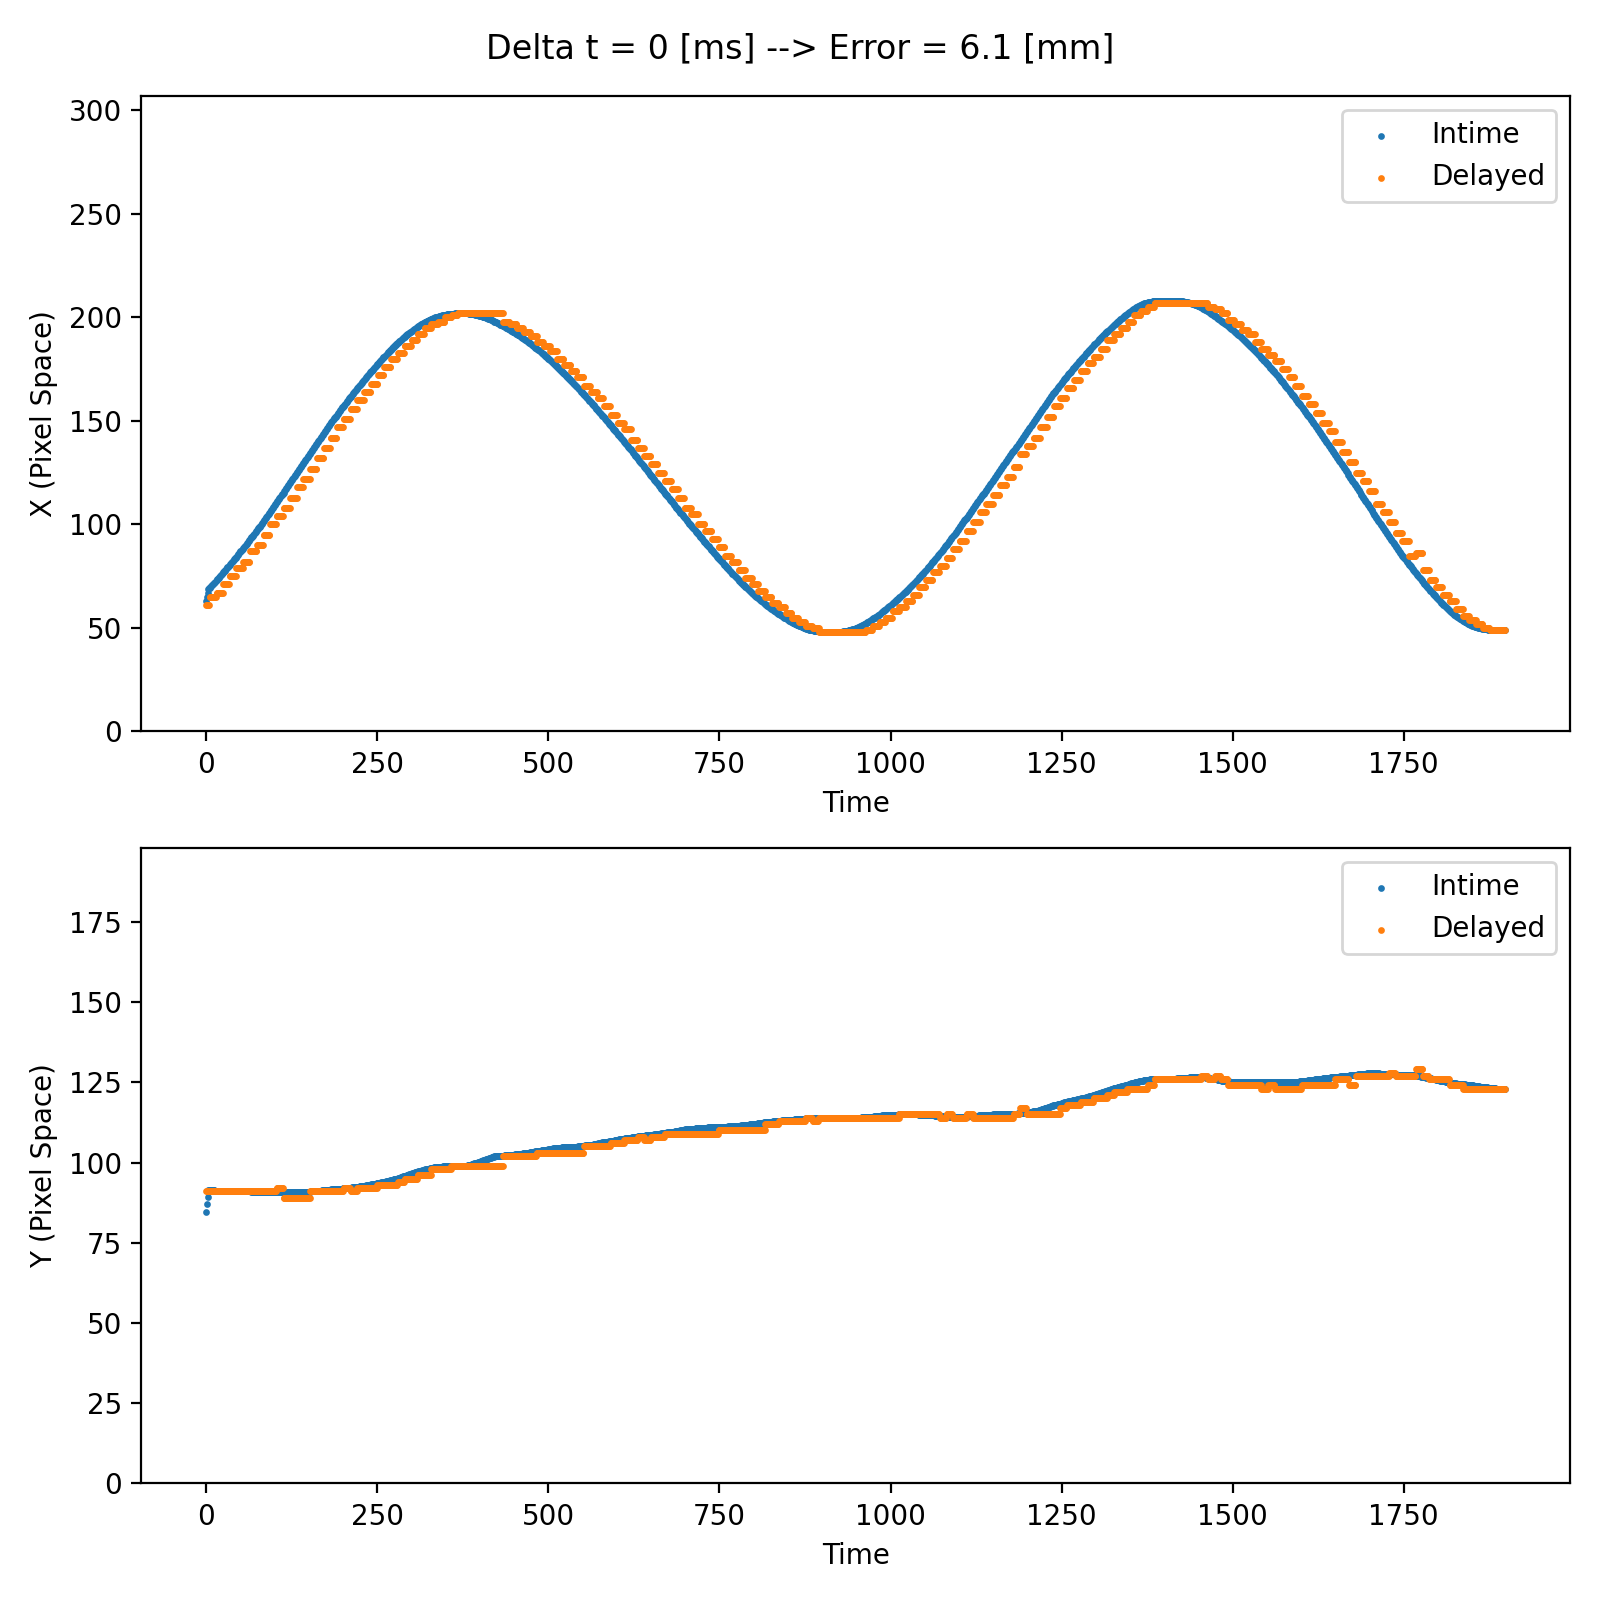 Delta t = 0 [ms] --> Error = 6.1 [mm]
300
250
200
150
100
50
0
X (Pixel Space)
Intime
Delayed
0 250 500 750 1000 1250 1500 1750
Time
175
150
125
100
75
50
25
0
Y (Pixel Space)
Intime
Delayed
0 250 500 750 1000 1250 1500 1750
Time